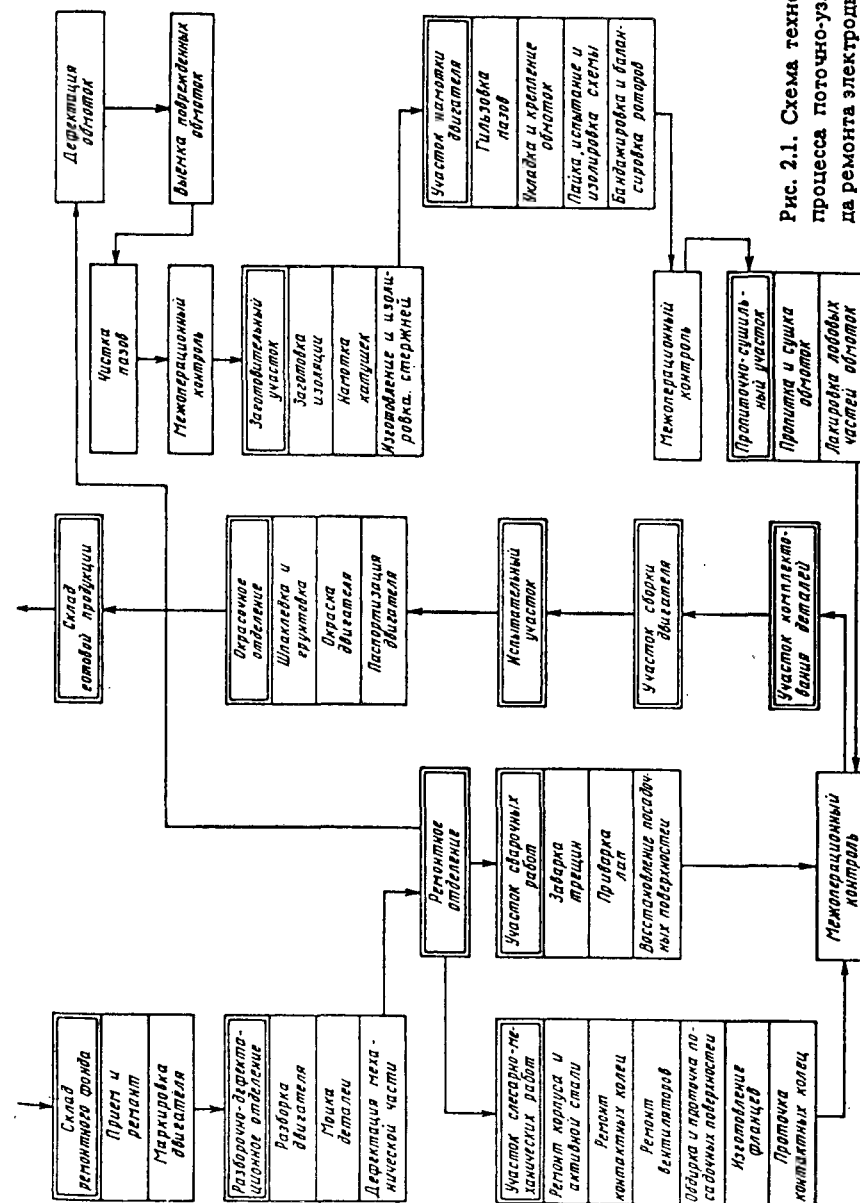 Склад
ремонтного фонда
Прием и
ремонт
Маркировка
двигателя
Разборочно-дефекта-
ционное отделение
Разборка
двигателя
Мойка
деталей
Дефектация меха-
нической части
Участок слесарно-ме-
ханических работ
Ремонт корпуса и
активной стали
Ремонт
контактных колец
Ремонт
вентиляторов
Обдирка и проточка по-
садочных поверхностей
Изготовление
фланцев
Проточка
контактных колец
Ремонтное
отделение
Участок сварочных
работ
Заварка
трещин
Приварка
лап
Восстановление посадоч-
ных поверхностей
Межоперационный
контроль
Склад
готовой продукции
Окрасочное
отделение
Шпаклевка и
грунтовка
Окраска
двигателя
Паспортизация
двигателя
Испытательный
участок
Участок сборки
двигателя
Участок комплекто-
вания деталей
Дефектация
обмоток
Выемка поврежденных
обмоток
Чистка
пазов
Межоперационный
контроль
Заготовительный
участок
Заготовка
изоляции
Намотка
катушек
Изготовление и изоли-
ровка стержней
Участок намотки
двигателя
Гильзовка
пазов
Укладка и крепление
обмоток
Пайка, испытание и
изолировка схемы
Бандажировка и балан-
сировка роторов
Межоперационный
контроль
Пропиточно-сушиль-
ный участок
Пропитка и сушка
обмоток
Лакировка лобовых
частей обмоток
Рис. 2.1. Схема техно
процесса поточно-уз
да ремонта электродв